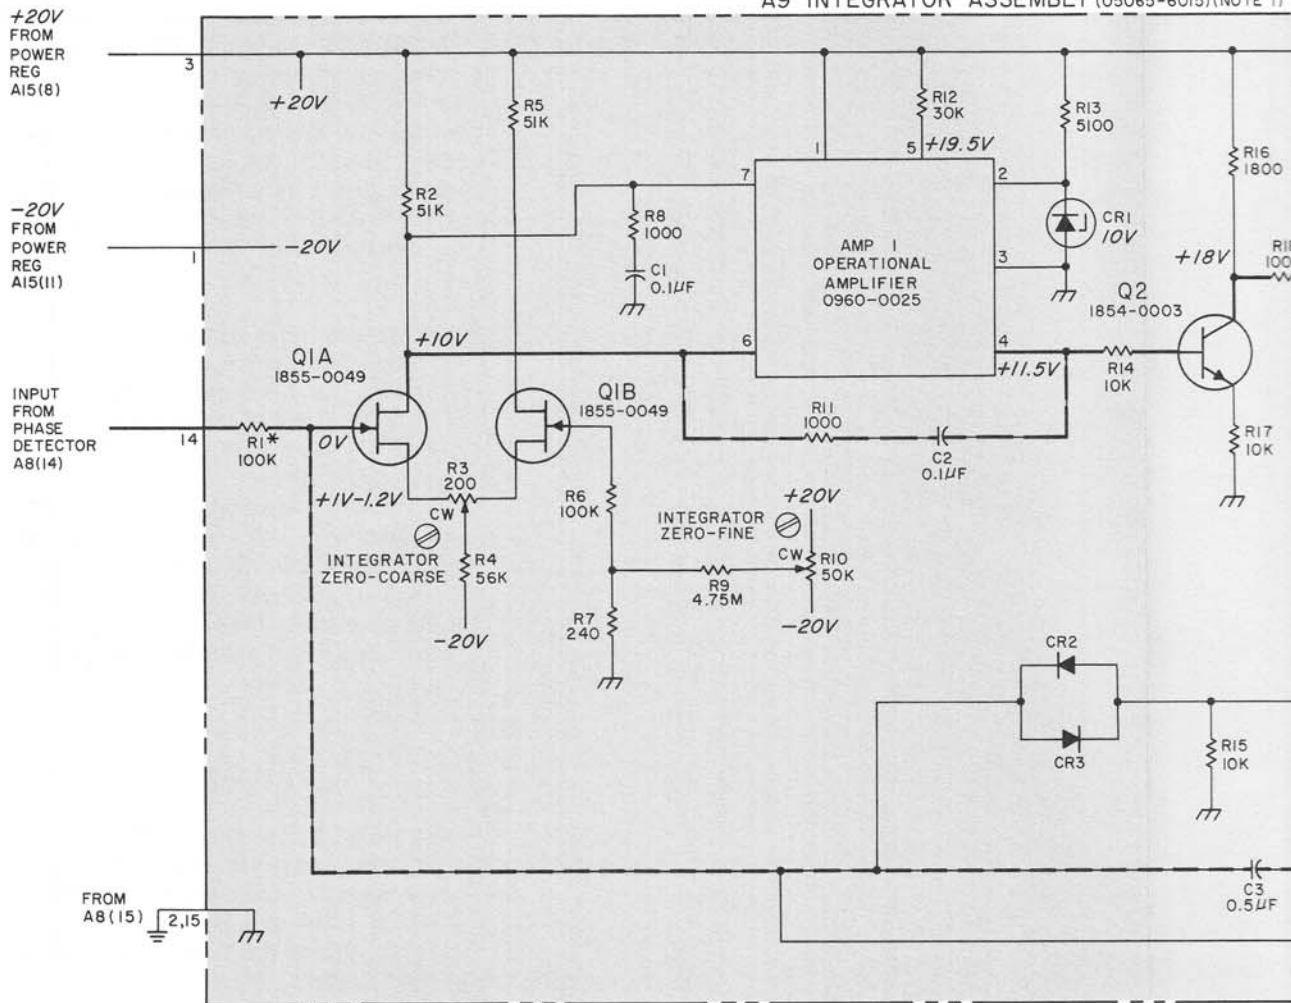 A9 INTEGRATOR ASSEMBLY (05065-6015)(NOTE 1)
+20V
FROM
POWER
REG
A15(8)
3
+20V
R5
51K
R12
30K
R13
5100
1
5
+19.5V
R16
1800
-20V
FROM
POWER
REG
A15(11)
1
-20V
R2
51K
7
2
R8
1000
C1
0.1µF
AMP 1
OPERATIONAL
AMPLIFIER
0960-0025
CR1
10V
3
+18V
R18
Q2
1854-0003
+10V
6
4
+11.5V
R14
10K
Q1A
1855-0049
Q1B
1855-0049
INPUT
FROM
PHASE
DETECTOR
A8(14)
14
R1*
100K
0V
R11
1000
C2
0.1µF
R17
10K
+1V-1.2V
R3
200
CW
INTEGRATOR
ZERO-COARSE
R4
56K
-20V
R6
100K
INTEGRATOR
ZERO-FINE
+20V
CW
R10
50K
R9
4.75M
-20V
R7
240
CR2
CR3
R15
10K
C3
0.5µF
FROM
A8(15)
2,15